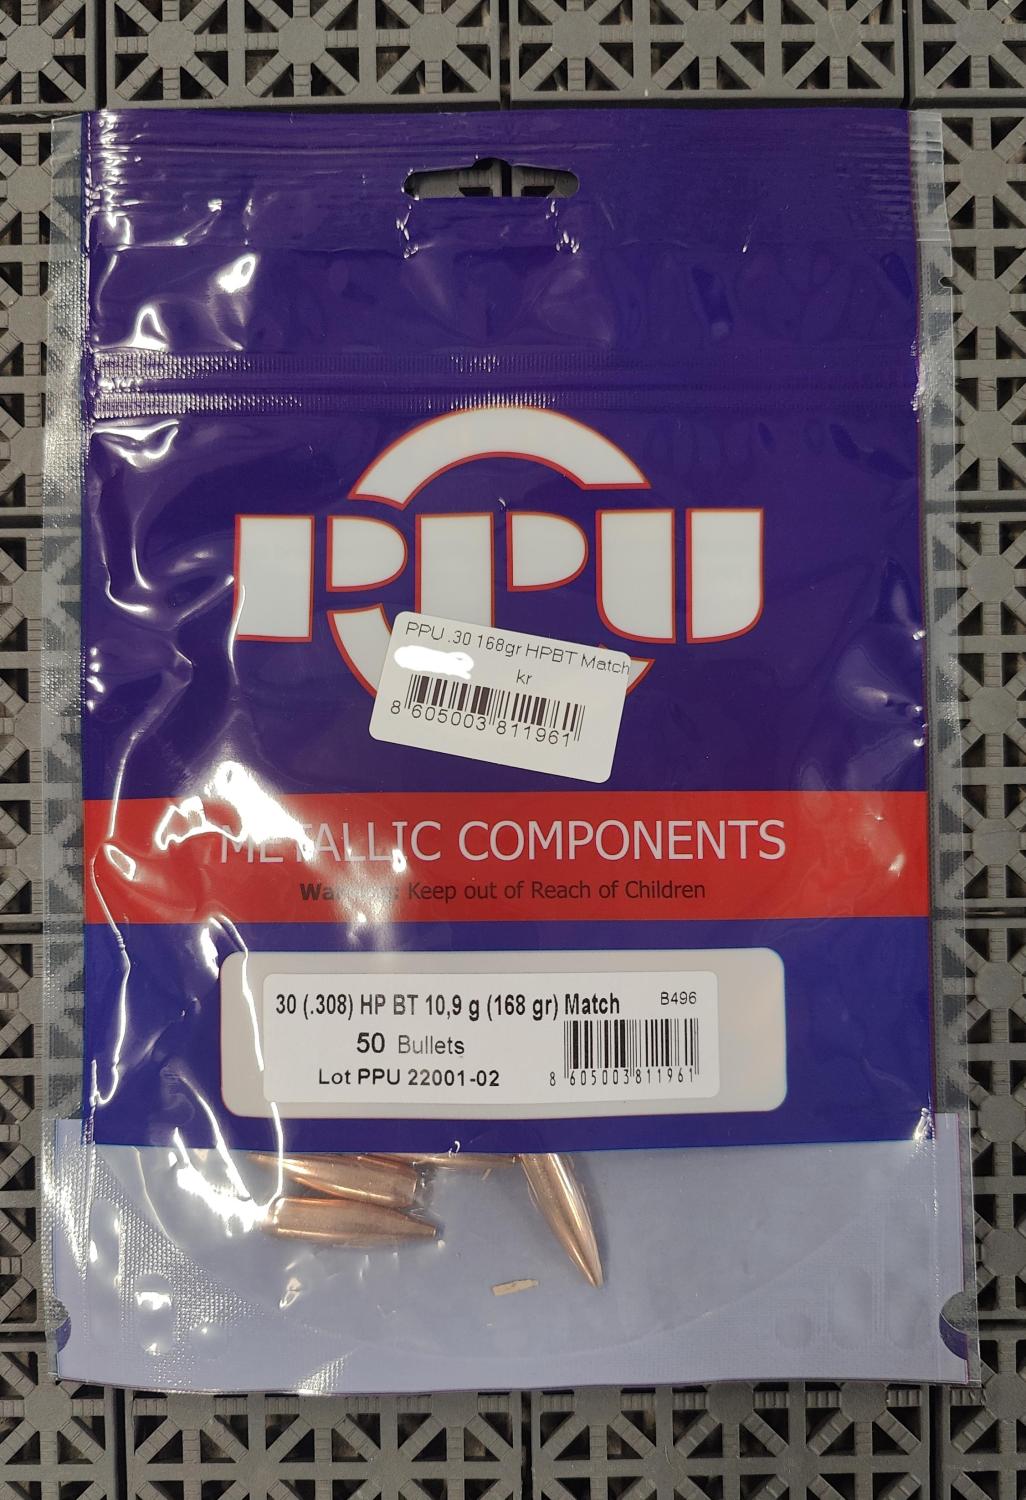 PPU
PPU .30 168gr HPBT Match
kr
8 605003 811961
METALLIC COMPONENTS
Warning: Keep out of Reach of Children
30 (.308) HP BT 10,9 g (168 gr) Match B496
50 Bullets
Lot PPU 22001-02
8 605003 811961